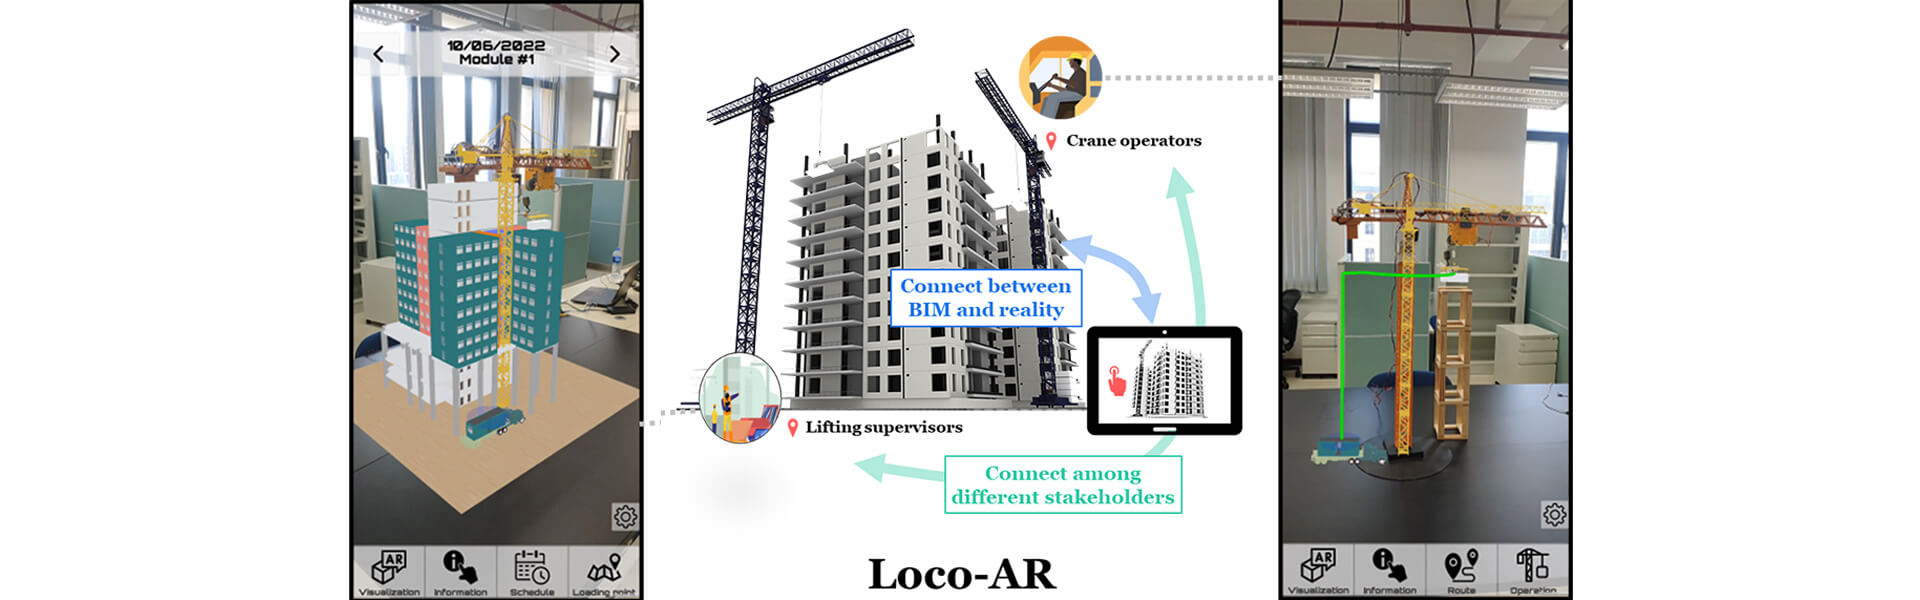 10/06/2022
Module #1
AR
Visualization
Information
Schedule
Loading point
Crane operators
Connect between
BIM and reality
Lifting supervisors
Connect among
different stakeholders
Loco-AR
AR
Visualization
Information
Route
Operation